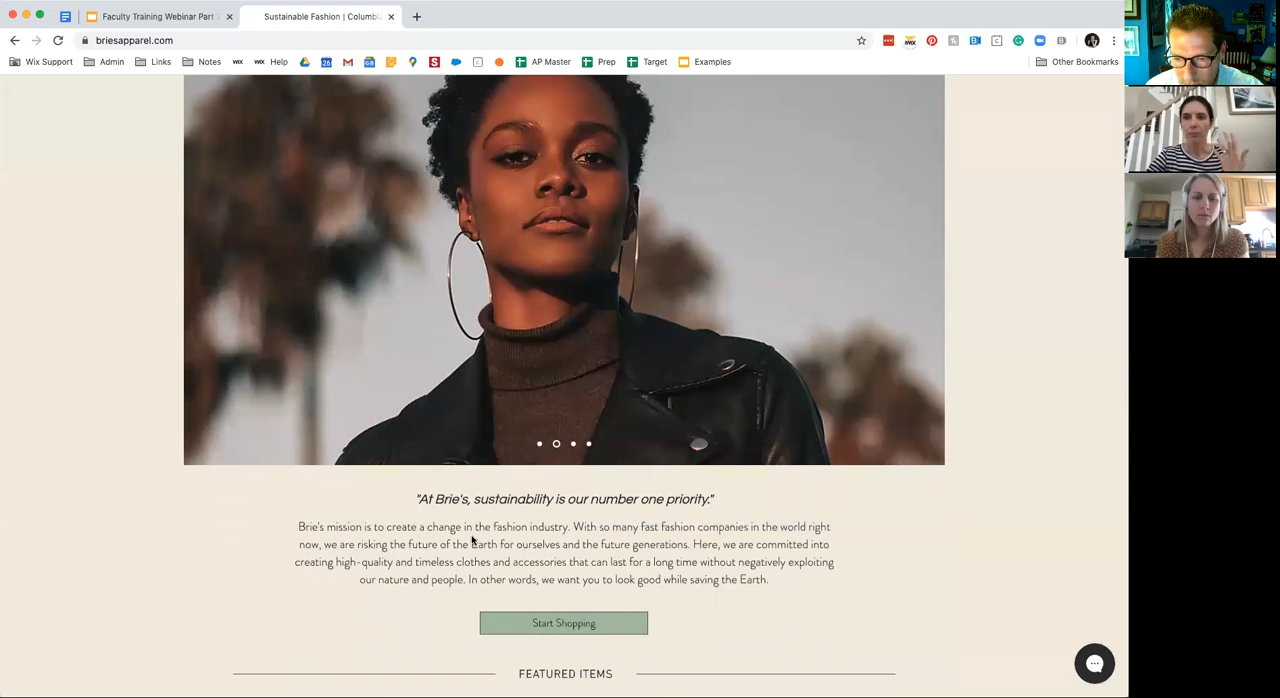 Faculty Training Webinar Part
Sustainable Fashion | Columbi
briesapparel.com
Wix Support Admin Links Notes WIX WIX Help AP Master Prep Target Examples Other Bookmarks
"At Brie's, sustainability is our number one priority."
Brie's mission is to create a change in the fashion industry. With so many fast fashion companies in the world right
now, we are risking the future of the Earth for ourselves and the future generations. Here, we are committed into
creating high-quality and timeless clothes and accessories that can last for a long time without negatively exploiting
our nature and people. In other words, we want you to look good while saving the Earth.
Start Shopping
FEATURED ITEMS